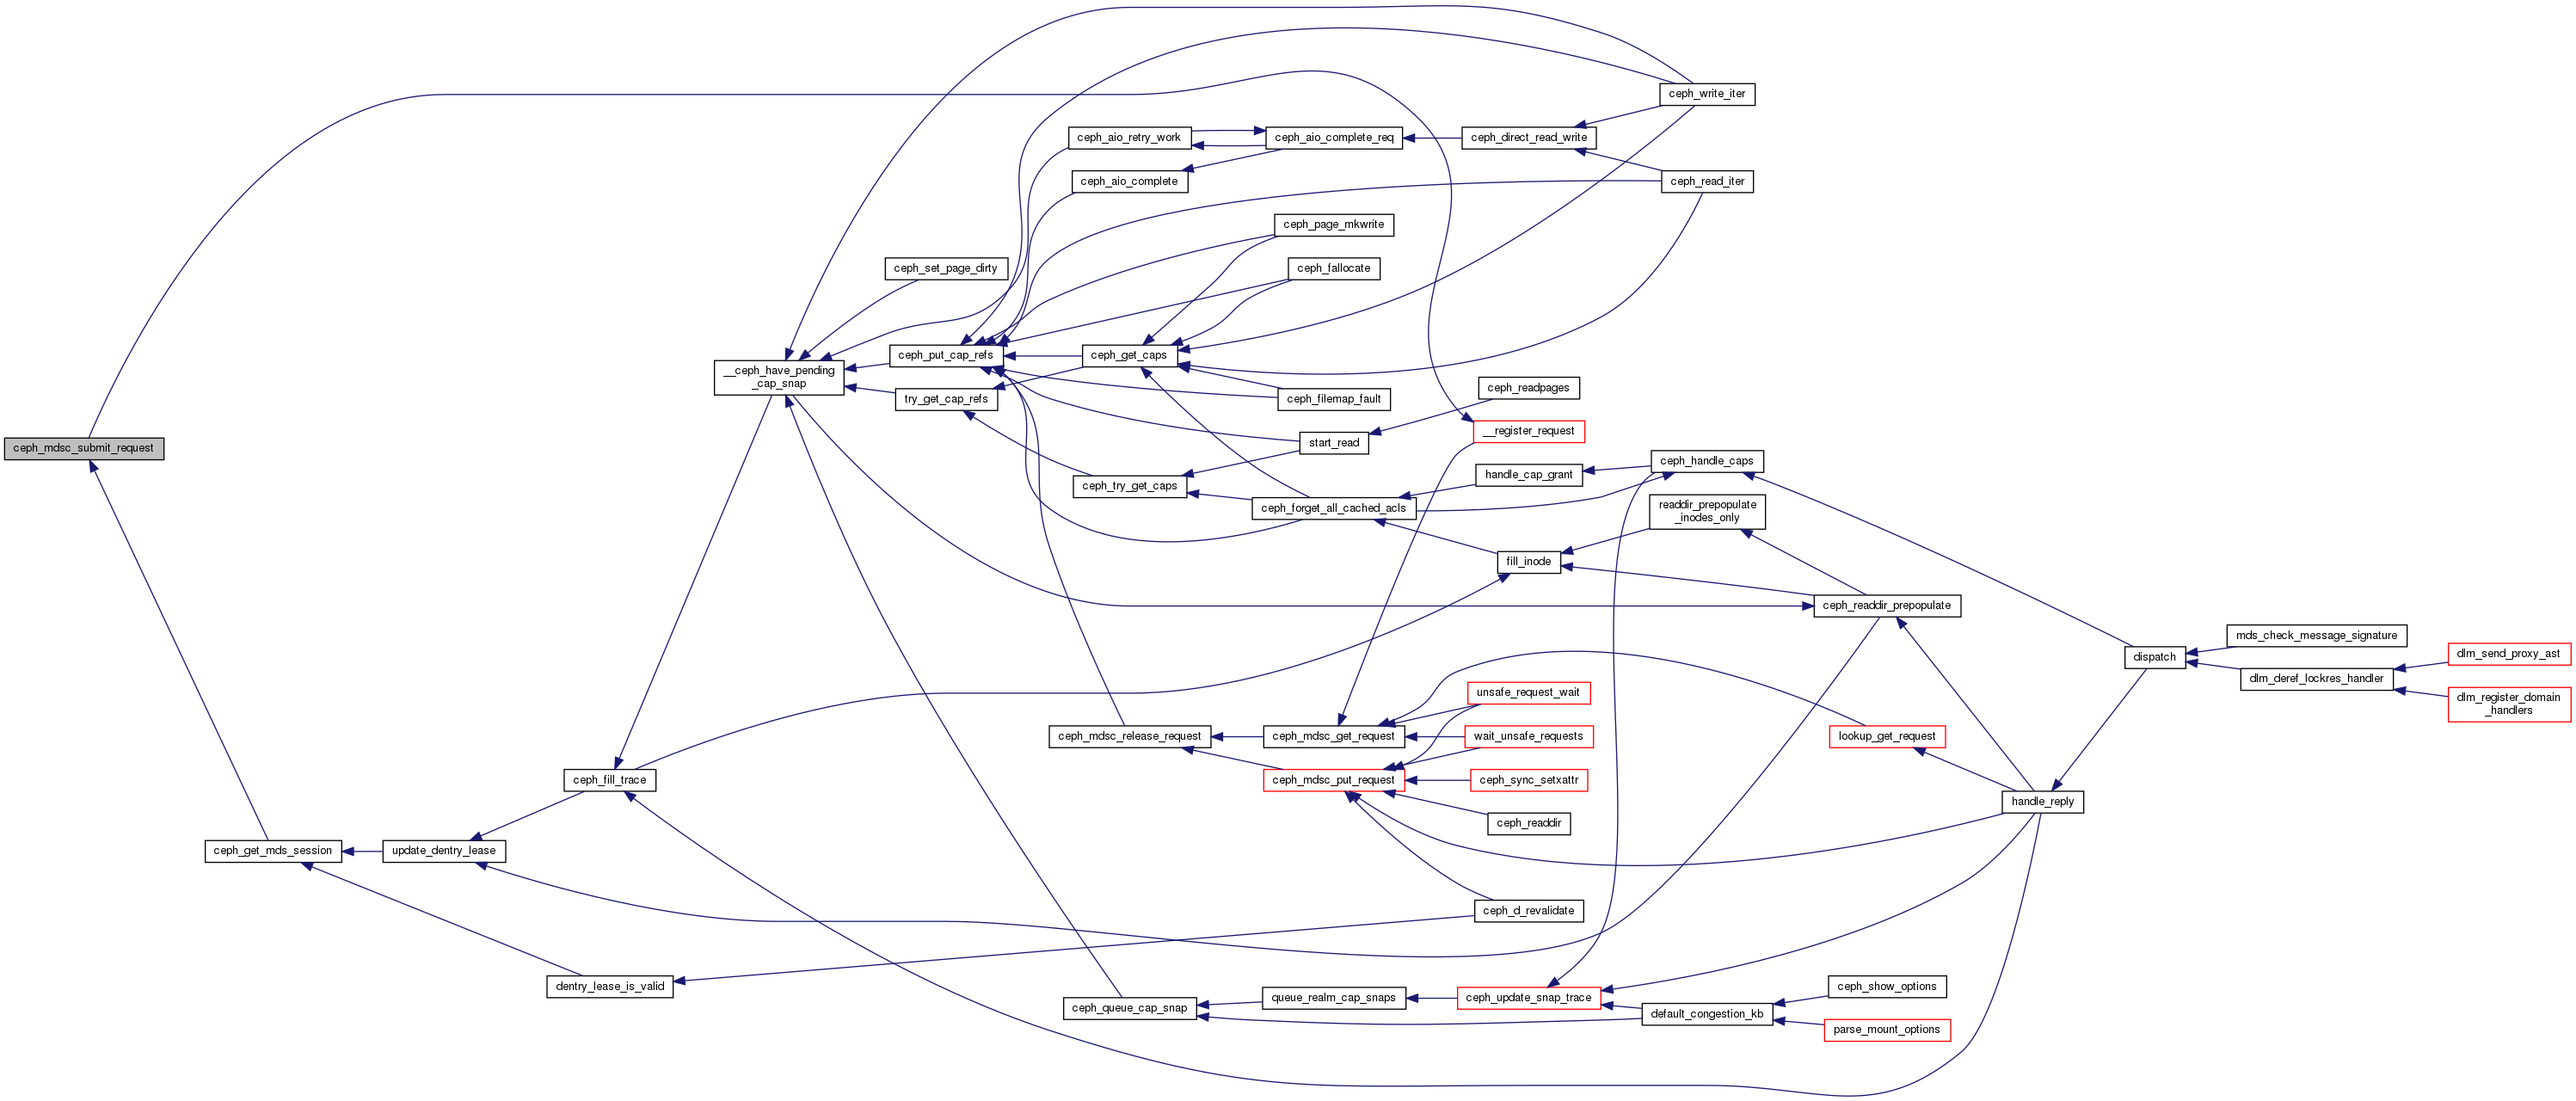 ceph_write_iter
ceph_aio_retry_work
ceph_aio_complete_req
ceph_direct_read_write
ceph_aio_complete
ceph_read_iter
ceph_page_mkwrite
ceph_set_page_dirty
ceph_fallocate
ceph_put_cap_refs
ceph_get_caps
__ceph_have_pending
_cap_snap
try_get_cap_refs
ceph_filemap_fault
ceph_readpages
__register_request
start_read
ceph_mdsc_submit_request
ceph_handle_caps
handle_cap_grant
ceph_try_get_caps
ceph_forget_all_cached_acls
readdir_prepopulate
_inodes_only
fill_inode
ceph_readdir_prepopulate
mds_check_message_signature
dispatch
dlm_send_proxy_ast
dlm_deref_lockres_handler
dlm_register_domain
_handlers
unsafe_request_wait
ceph_mdsc_release_request
ceph_mdsc_get_request
wait_unsafe_requests
lookup_get_request
ceph_fill_trace
ceph_mdsc_put_request
ceph_sync_setxattr
handle_reply
ceph_readdir
ceph_get_mds_session
update_dentry_lease
ceph_d_revalidate
dentry_lease_is_valid
ceph_show_options
ceph_queue_cap_snap
queue_realm_cap_snaps
ceph_update_snap_trace
default_congestion_kb
parse_mount_options